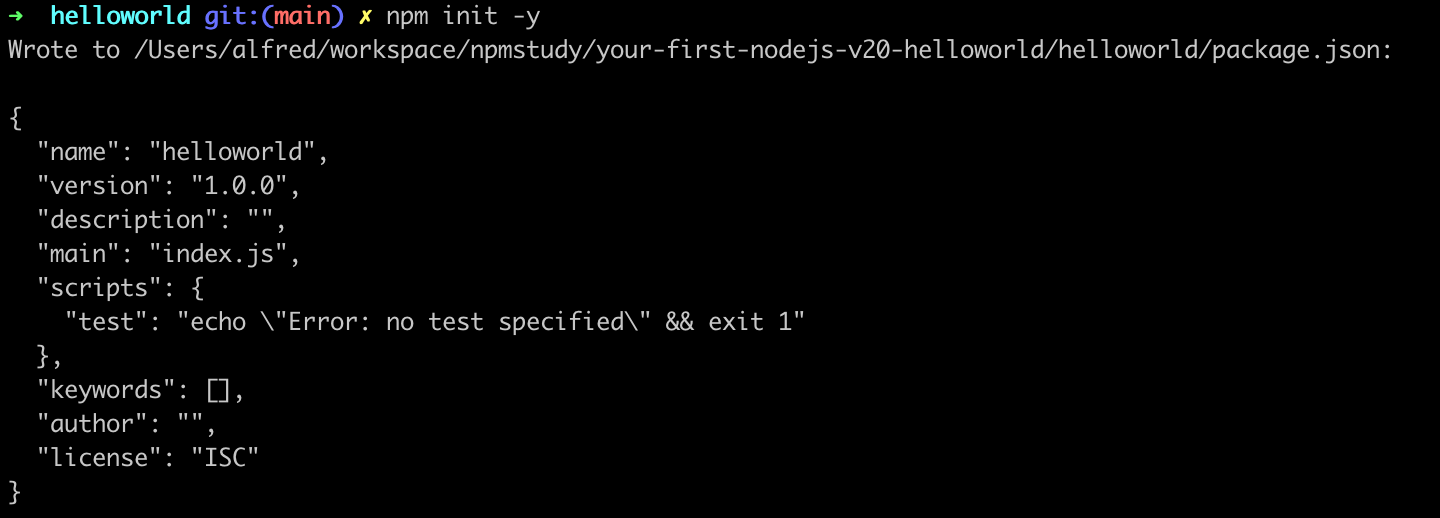 ➜  helloworld git:(main) ✗ npm init -y
Wrote to /Users/alfred/workspace/npmstudy/your-first-nodejs-v20-helloworld/helloworld/package.json:

{
  "name": "helloworld",
  "version": "1.0.0",
  "description": "",
  "main": "index.js",
  "scripts": {
    "test": "echo \"Error: no test specified\" && exit 1"
  },
  "keywords": [],
  "author": "",
  "license": "ISC"
}